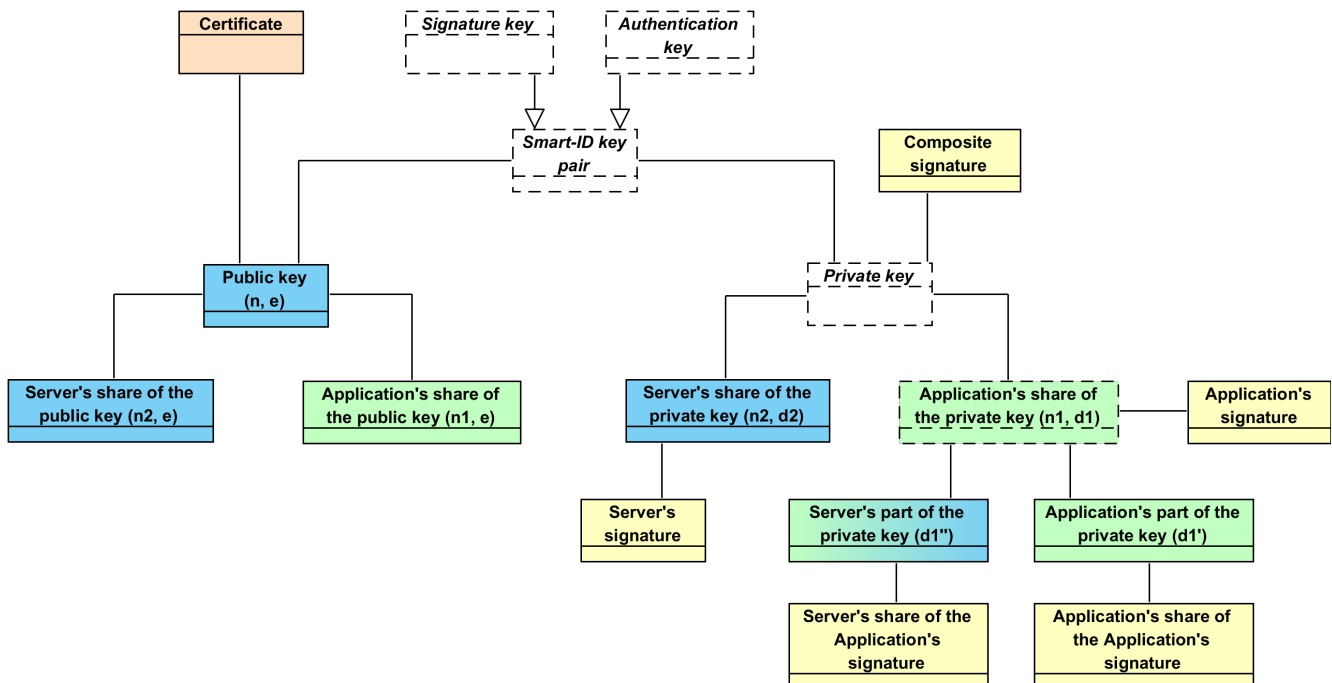 Certificate
Signature key
Authentication
key
Smart-ID key
pair
Composite
signature
Public key
(n, e)
Private key
Server's share of the
public key (n2, e)
Application's share of
the public key (n1, e)
Server's share of the
private key (n2, d2)
Application's share of
the private key (n1, d1)
Application's
signature
Server's
signature
Server's part of the
private key (d1'')
Application's part of the
private key (d1')
Server's share of the
Application's
signature
Application's share of
the Application's
signature